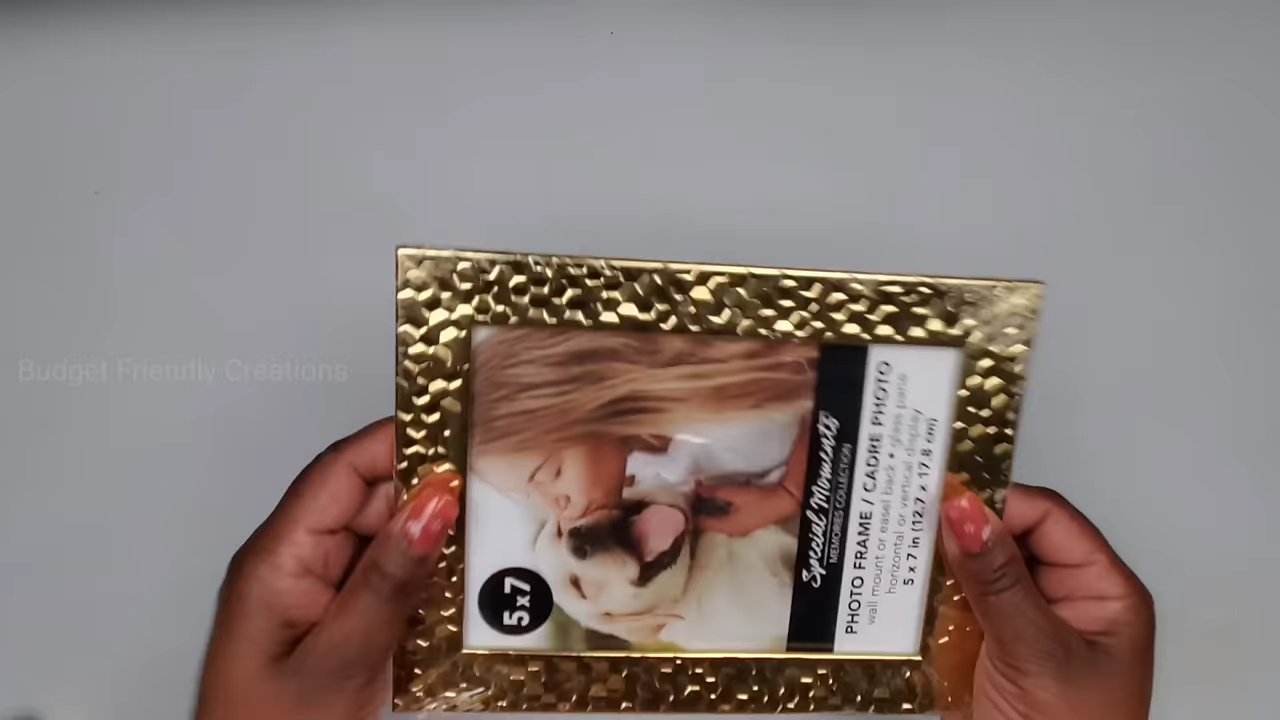 Budget Friendly Creations
5x7
Special Moments
MEMORIES COLLECTION
PHOTO FRAME / CADRE PHOTO
wall mount or easel back • glass pane
horizontal or vertical display
5 x 7 in (12.7 x 17.8 cm)